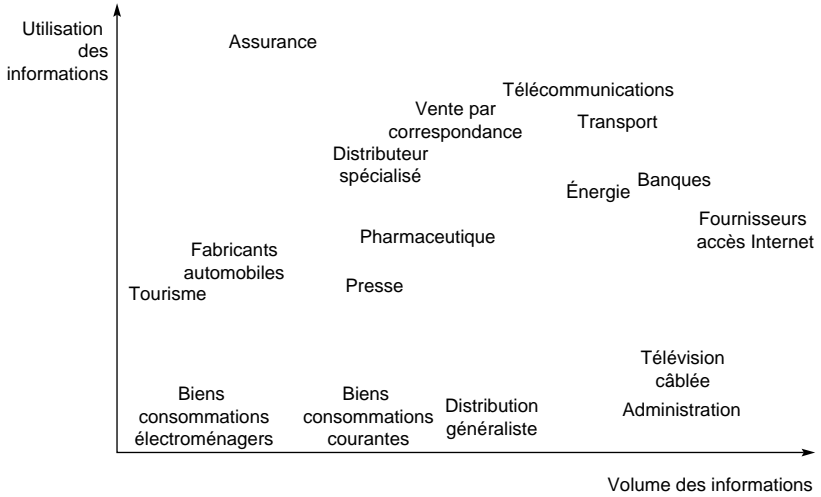 Utilisation
des
informations
Assurance
Télécommunications
Vente par
correspondance
Transport
Distributeur
spécialisé
Énergie
Banques
Fournisseurs
accès Internet
Pharmaceutique
Fabricants
automobiles
Tourisme
Presse
Télévision
câblée
Administration
Biens
consommations
électroménagers
Biens
consommations
courantes
Distribution
généraliste
Volume des informations